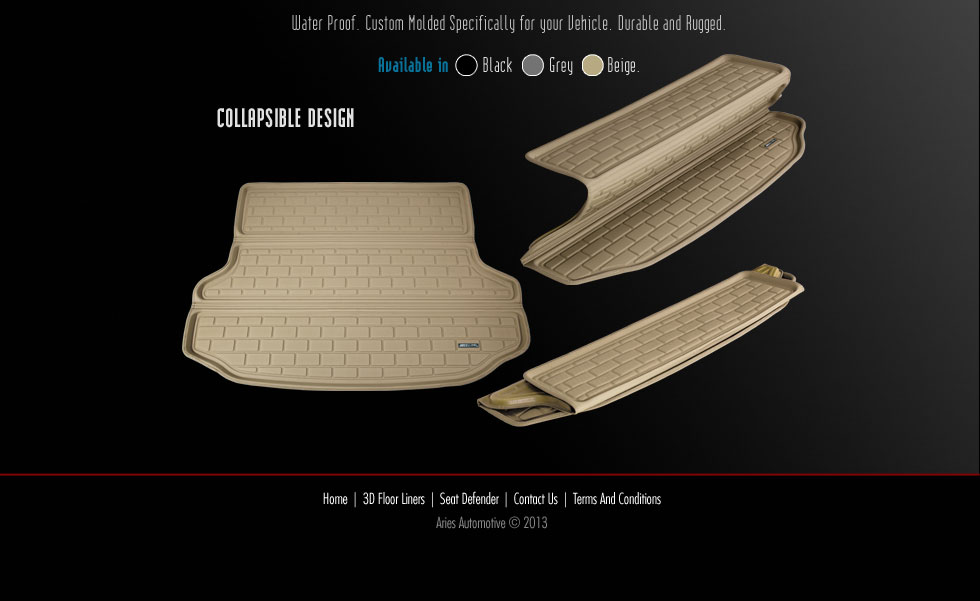 Water Proof. Custom Molded Specifically for your Vehicle. Durable and Rugged.
Available in Black Grey Beige.
COLLAPSIBLE DESIGN
Home | 3D Floor Liners | Seat Defender | Contact Us | Terms And Conditions
Aries Automotive © 2013